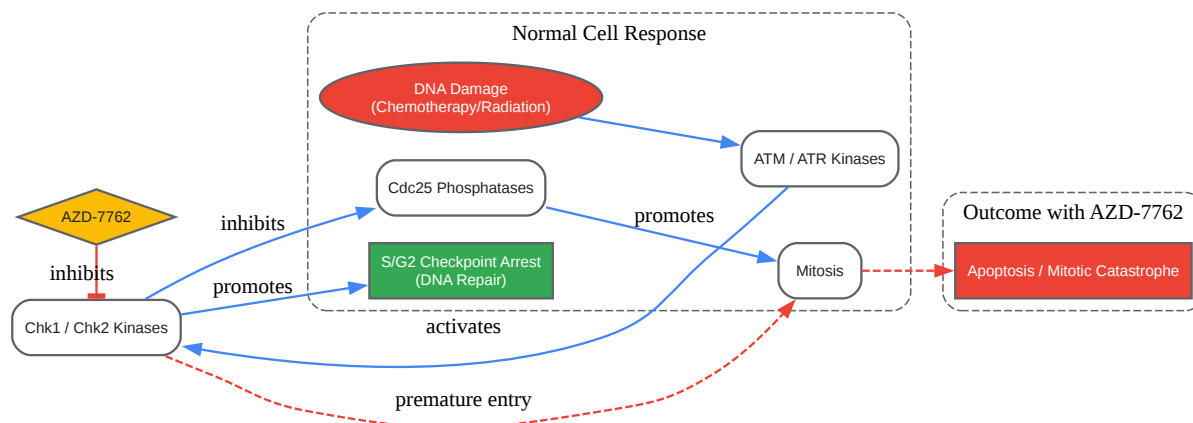 Normal Cell Response
DNA Damage
(Chemotherapy/Radiation)
ATM / ATR Kinases
Cdc25 Phosphatases
AZD-7762
inhibits
promotes
Outcome with AZD-7762
inhibits
S/G2 Checkpoint Arrest
(DNA Repair)
Mitosis
Apoptosis / Mitotic Catastrophe
promotes
Chk1 / Chk2 Kinases
activates
premature entry